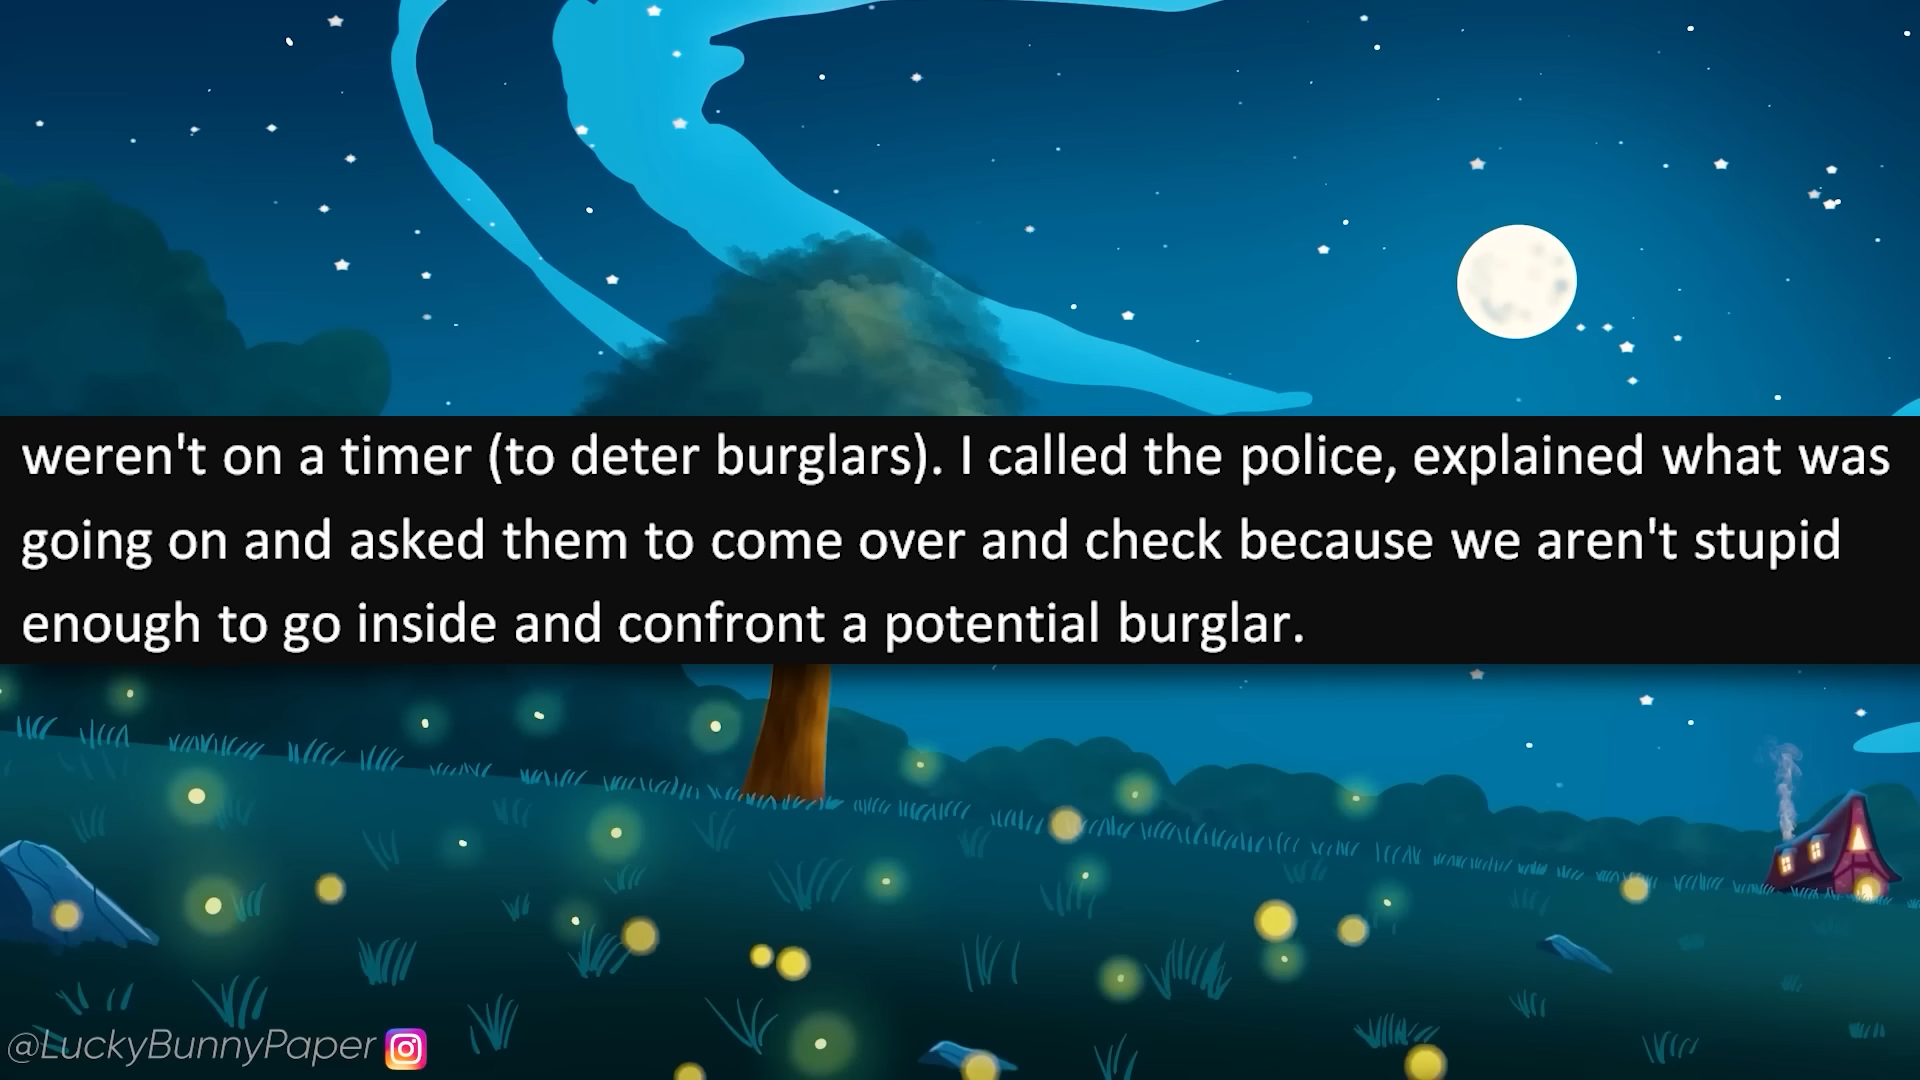 weren't on a timer (to deter burglars). I called the police, explained what was
going on and asked them to come over and check because we aren't stupid
enough to go inside and confront a potential burglar.
@LuckyBunnyPaper